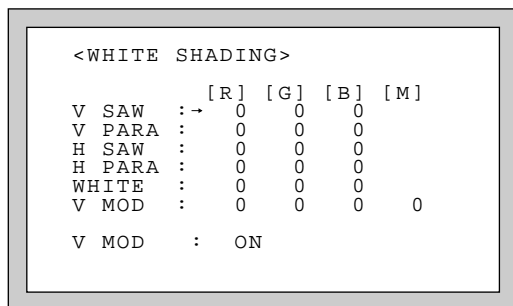 <WHITE SHADING>
[R] [G] [B] [M]
V SAW :→ 0 0 0
V PARA : 0 0 0
H SAW : 0 0 0
H PARA : 0 0 0
WHITE : 0 0 0
V MOD : 0 0 0 0
V MOD : ON